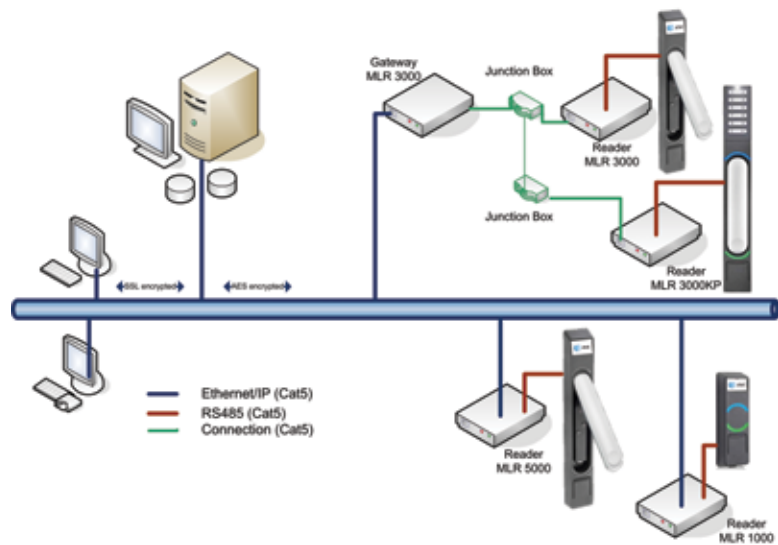 Gateway
MLR 3000
Junction Box
Reader
MLR 3000
Junction Box
Reader
MLR 3000KP
SSL encrypted
AES encrypted
Ethernet/IP (Cat5)
RS485 (Cat5)
Connection (Cat5)
Reader
MLR 5000
Reader
MLR 1000